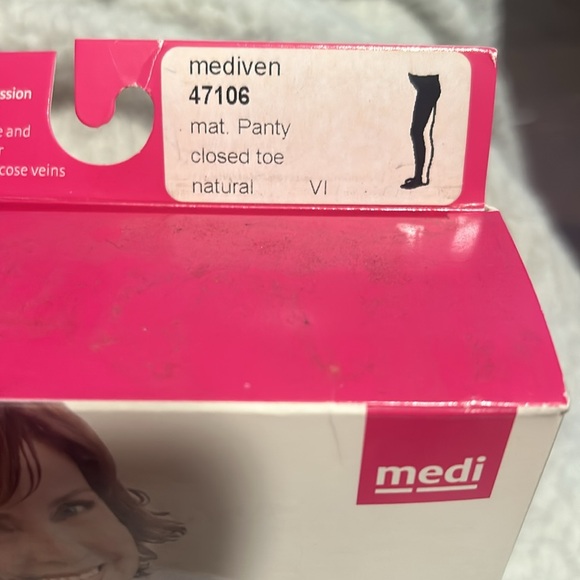 ssion
e and
r
cose veins
mediven
47106
mat. Panty
closed toe
natural VI
medi